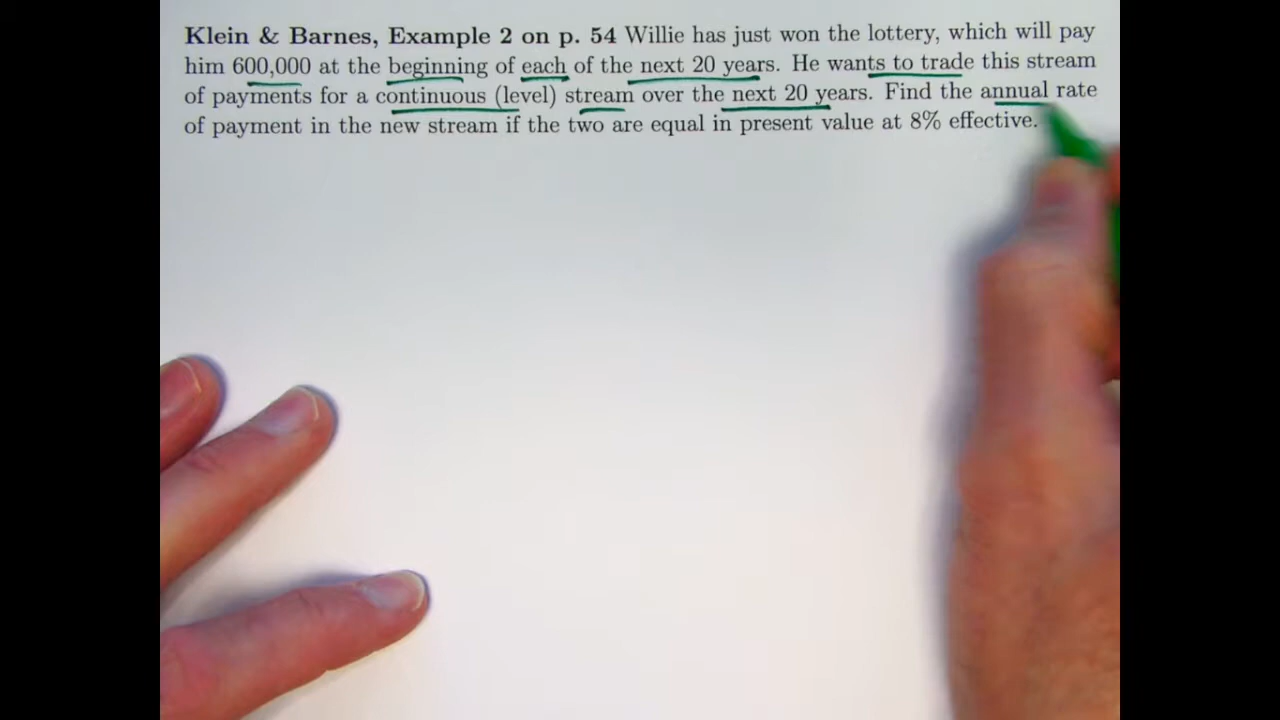 Klein & Barnes, Example 2 on p. 54 Willie has just won the lottery, which will pay
him 600,000 at the beginning of each of the next 20 years. He wants to trade this stream
of payments for a continuous (level) stream over the next 20 years. Find the annual rate
of payment in the new stream if the two are equal in present value at 8% effective.